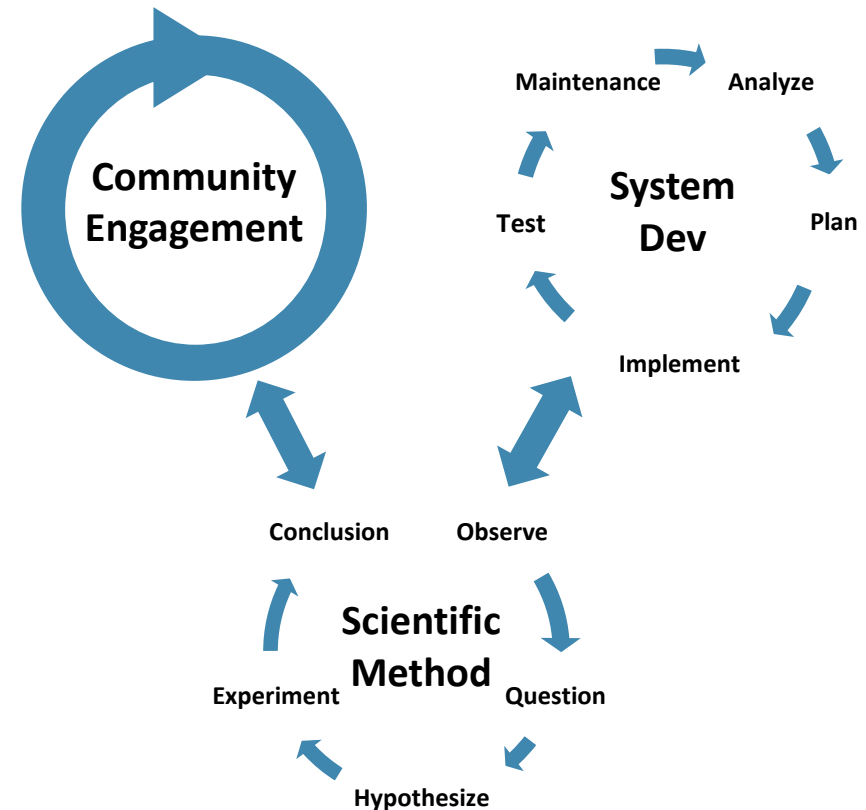 Community
Engagement
Maintenance
Analyze
System
Dev
Test
Plan
Implement
Conclusion
Observe
Scientific
Method
Experiment
Question
Hypothesize